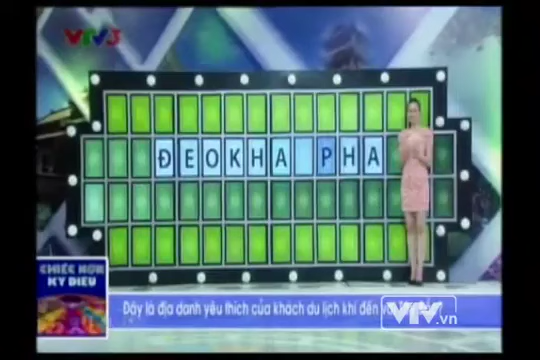 VTV3
ĐEOKHA PHA
CHIẾC NÓN
KỲ DIỆU
Đây là địa danh yêu thích của khách du lịch khi đến
VTV.vn